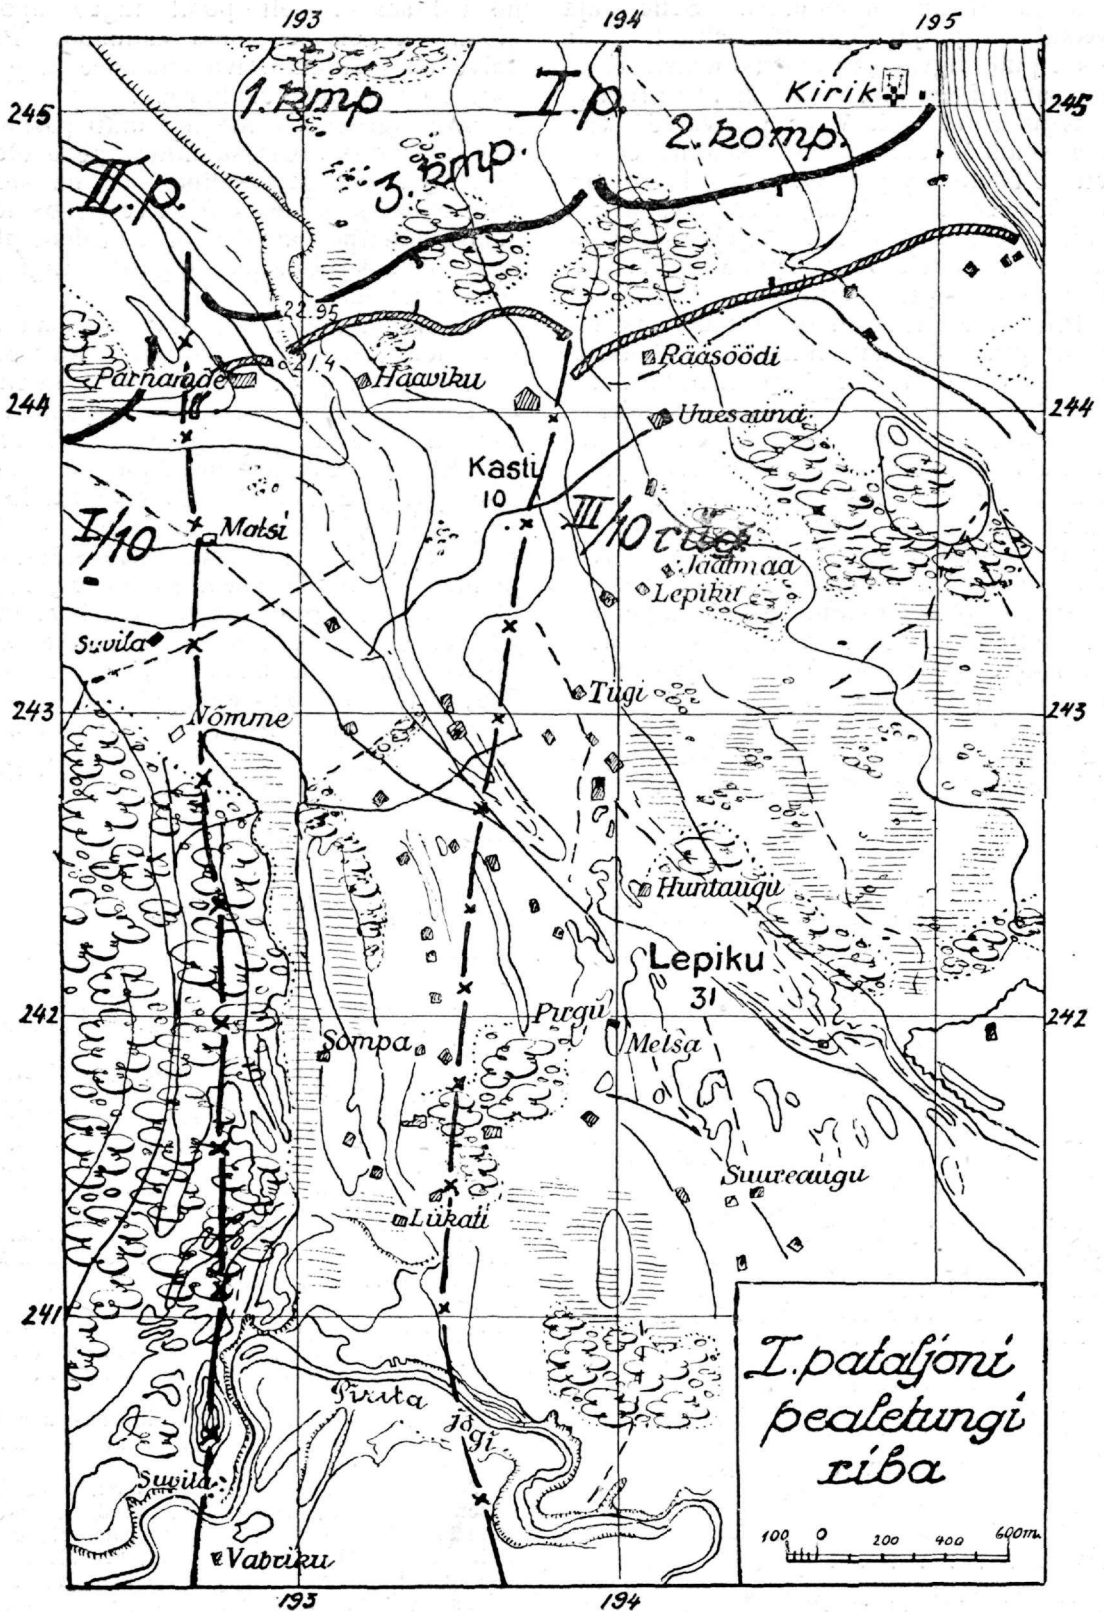 193 194 195
245 245
1. kmp
I. p.
Kirik
2. komp.
3. kmp.
II. p.
22.95
21.4
Haaviku
Rääsöödi
244 244
Uuesauna
Kasti
10
I/10
Matsi
III/10
Jaatmaa
Lepiku
Suvila
Tugi
243 243
Nõmme
Huntaugu
Lepiku
31
Pirgu
242 242
Sompa
Melsa
Suureaugu
Lükati
241
I. pataljoni
pealetungi
riba
Pirita
jõgi
Suvila
100 0 200 400 600m.
Vabriku
193 194